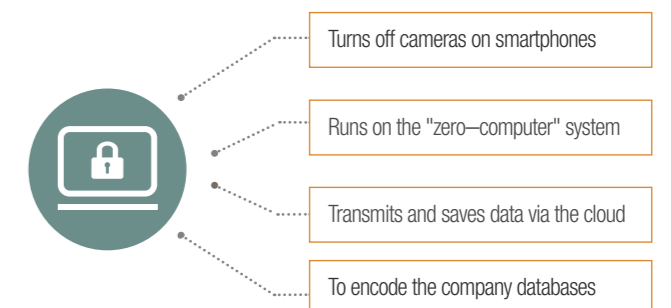 Turns off cameras on smartphones
Runs on the "zero—computer" system
Transmits and saves data via the cloud
To encode the company databases